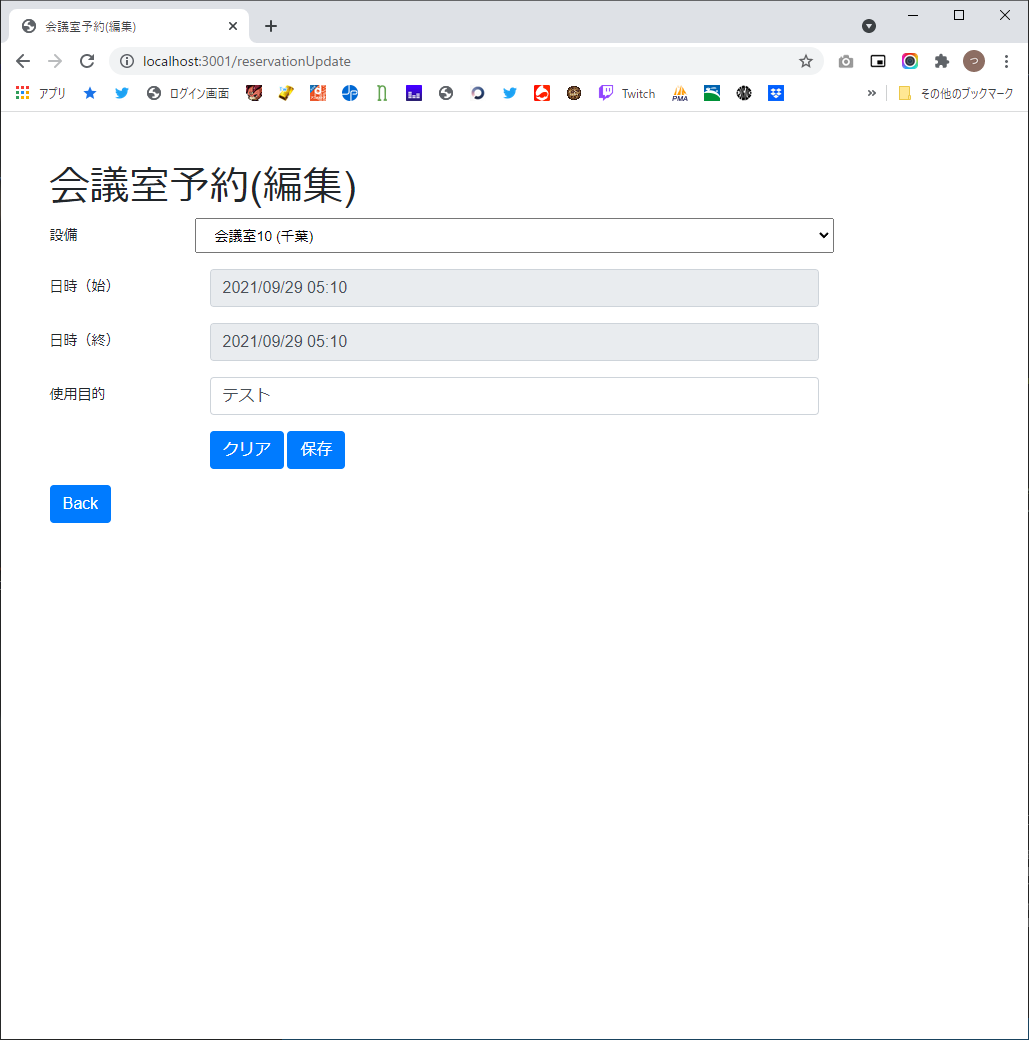 会議室予約(編集)
localhost:3001/reservationUpdate
つ
アプリ ログイン画面 Twitch PMA » その他のブックマーク
会議室予約(編集)
設備 会議室10 (千葉)
日時（始） 2021/09/29 05:10
日時（終） 2021/09/29 05:10
使用目的 テスト
クリア 保存
Back